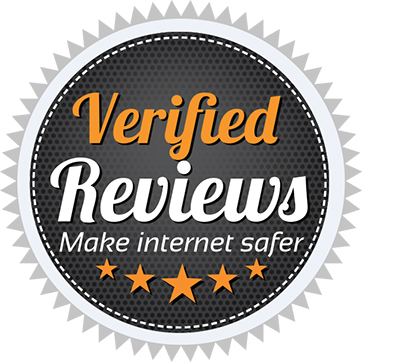 Verified
Reviews
Make internet safer